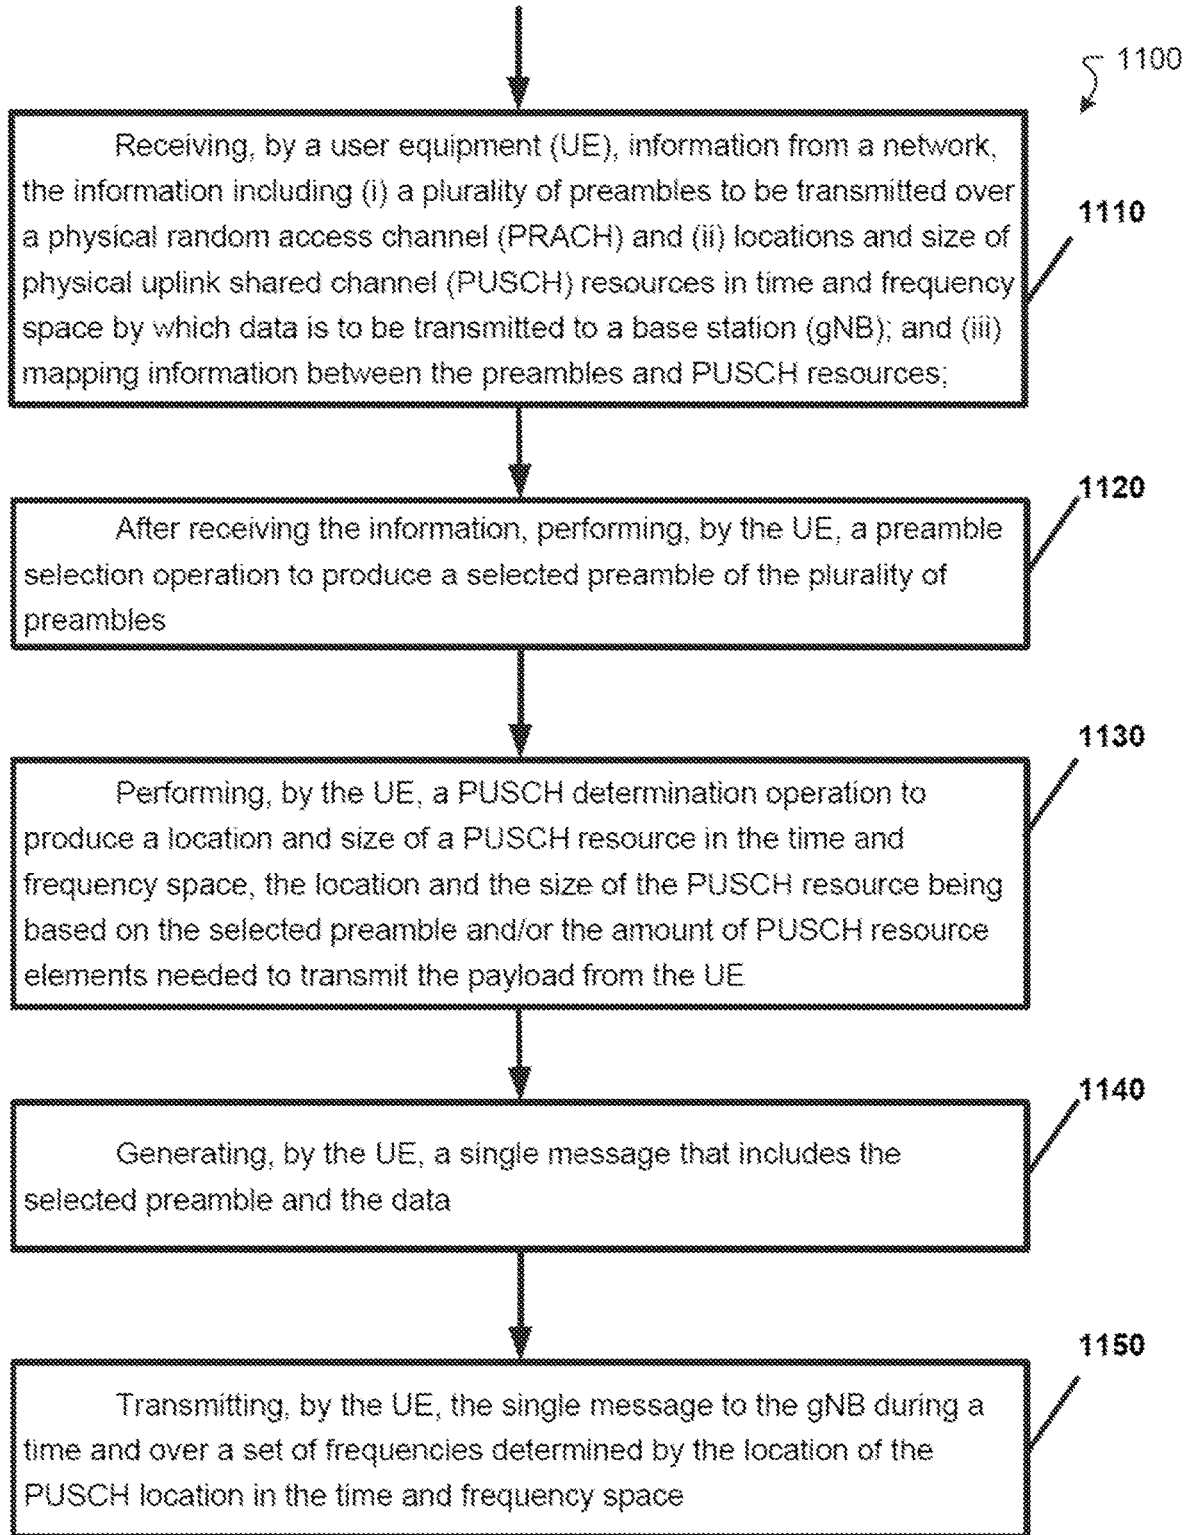 1100
Receiving, by a user equipment (UE), information from a network,
the information including (i) a plurality of preambles to be transmitted over
a physical random access channel (PRACH) and (ii) locations and size of
physical uplink shared channel (PUSCH) resources in time and frequency
space by which data is to be transmitted to a base station (gNB); and (iii)
mapping information between the preambles and PUSCH resources;
1110
1120
After receiving the information, performing, by the UE, a preamble
selection operation to produce a selected preamble of the plurality of
preambles
1130
Performing, by the UE, a PUSCH determination operation to
produce a location and size of a PUSCH resource in the time and
frequency space, the location and the size of the PUSCH resource being
based on the selected preamble and/or the amount of PUSCH resource
elements needed to transmit the payload from the UE
1140
Generating, by the UE, a single message that includes the
selected preamble and the data
1150
Transmitting, by the UE, the single message to the gNB during a
time and over a set of frequencies determined by the location of the
PUSCH location in the time and frequency space